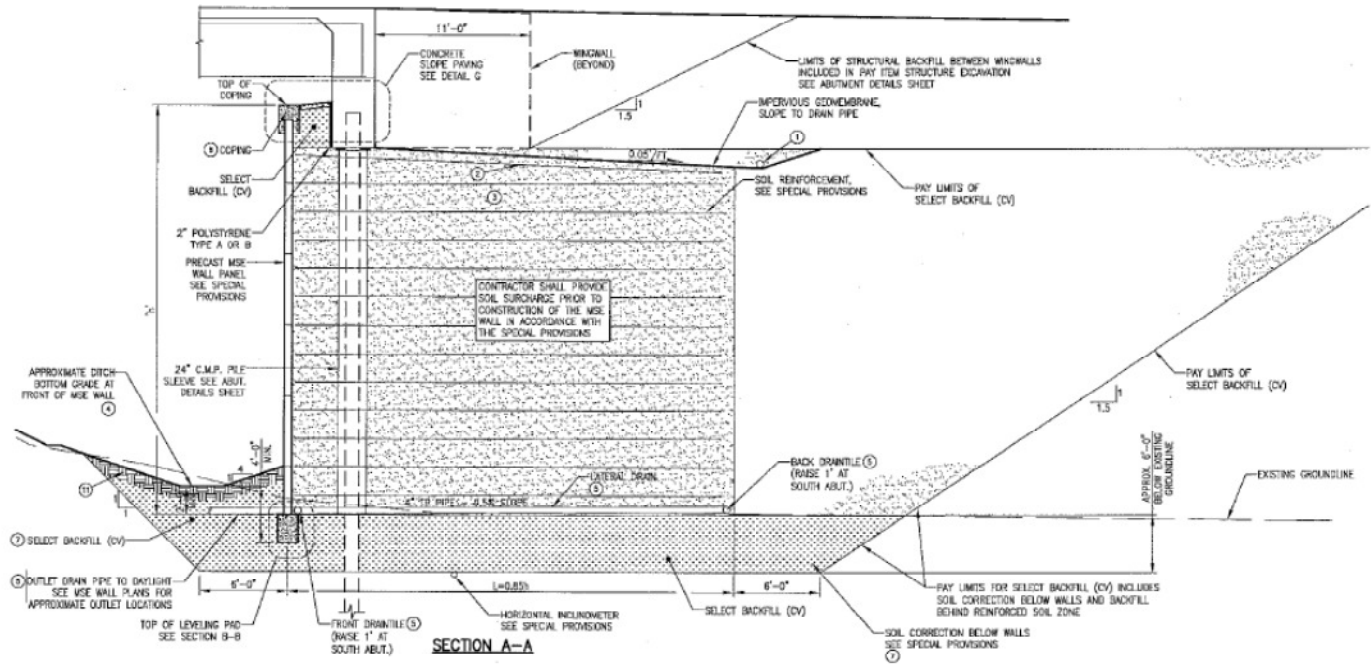 11'-0"
CONCRETE
SLOPE PAVING
SEE DETAIL G
WINGWALL
(BEYOND)
LIMITS OF STRUCTURAL BACKFILL BETWEEN WINGWALLS
INCLUDED IN PAY ITEM STRUCTURE EXCAVATION
SEE ABUTMENT DETAILS SHEET
TOP OF
COPING
1
1.5
IMPERVIOUS GEOMEMBRANE,
SLOPE TO DRAIN PIPE
1
COPING
0.05'/FT
2
SELECT
BACKFILL (CV)
3
SOIL REINFORCEMENT,
SEE SPECIAL PROVISIONS
PAY LIMITS OF
SELECT BACKFILL (CV)
2" POLYSTYRENE
TYPE A OR B
PRECAST MSE
WALL PANEL
SEE SPECIAL
PROVISIONS
CONTRACTOR SHALL PROVIDE
SOIL SURCHARGE PRIOR TO
CONSTRUCTION OF THE MSE
WALL IN ACCORDANCE WITH
THE SPECIAL PROVISIONS
24" C.M.P. PILE
SLEEVE SEE ABUT.
DETAILS SHEET
APPROXIMATE DITCH
BOTTOM GRADE AT
FRONT OF MSE WALL
4
PAY LIMITS OF
SELECT BACKFILL (CV)
1
1.5
4'-0"
MIN.
4
11
LATERAL DRAIN
5
BACK DRAINTILE 5
(RAISE 1' AT
SOUTH ABUT.)
APPROX. 6'-0"
BELOW EXISTING
GROUNDLINE
EXISTING GROUNDLINE
7 SELECT BACKFILL (CV)
OUTLET DRAIN PIPE TO DAYLIGHT
SEE MSE WALL PLANS FOR
APPROXIMATE OUTLET LOCATIONS
6'-0"
L=0.85h
6'-0"
TOP OF LEVELING PAD
SEE SECTION B-B
FRONT DRAINTILE 5
(RAISE 1' AT
SOUTH ABUT.)
HORIZONTAL INCLINOMETER
SEE SPECIAL PROVISIONS
SELECT BACKFILL (CV)
PAY LIMITS FOR SELECT BACKFILL (CV) INCLUDES
SOIL CORRECTION BELOW WALLS AND BACKFILL
BEHIND REINFORCED SOIL ZONE
SOIL CORRECTION BELOW WALLS
SEE SPECIAL PROVISIONS
7
SECTION A-A